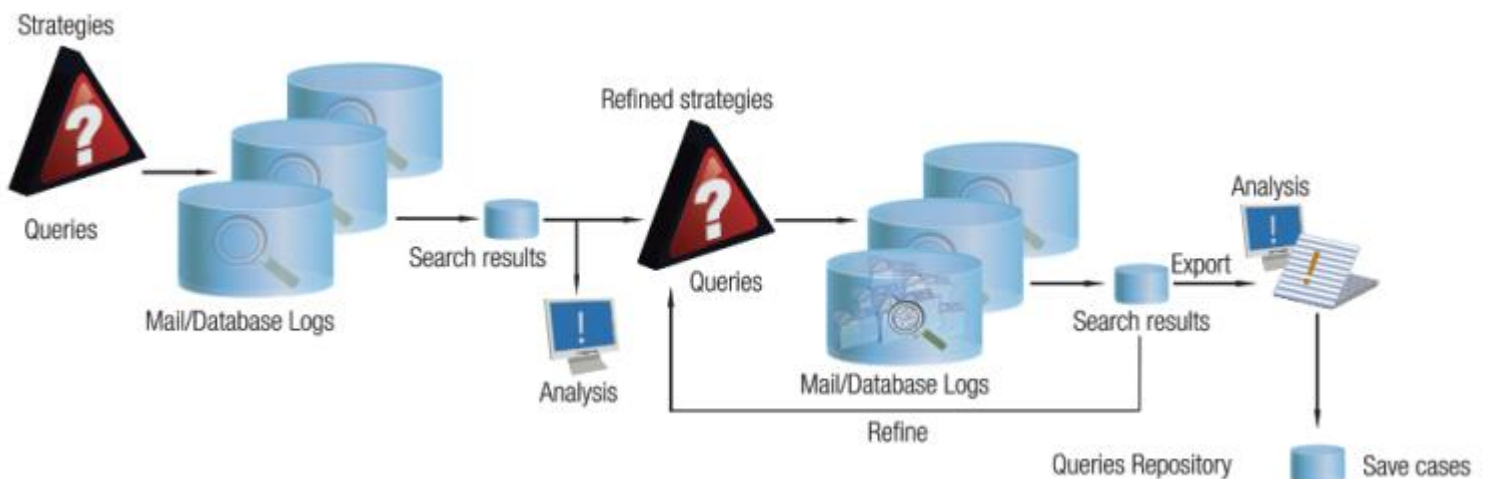 Strategies
Queries
Mail/Database Logs
Search results
Analysis
Refined strategies
Queries
Mail/Database Logs
Search results
Refine
Export
Analysis
Queries Repository
Save cases